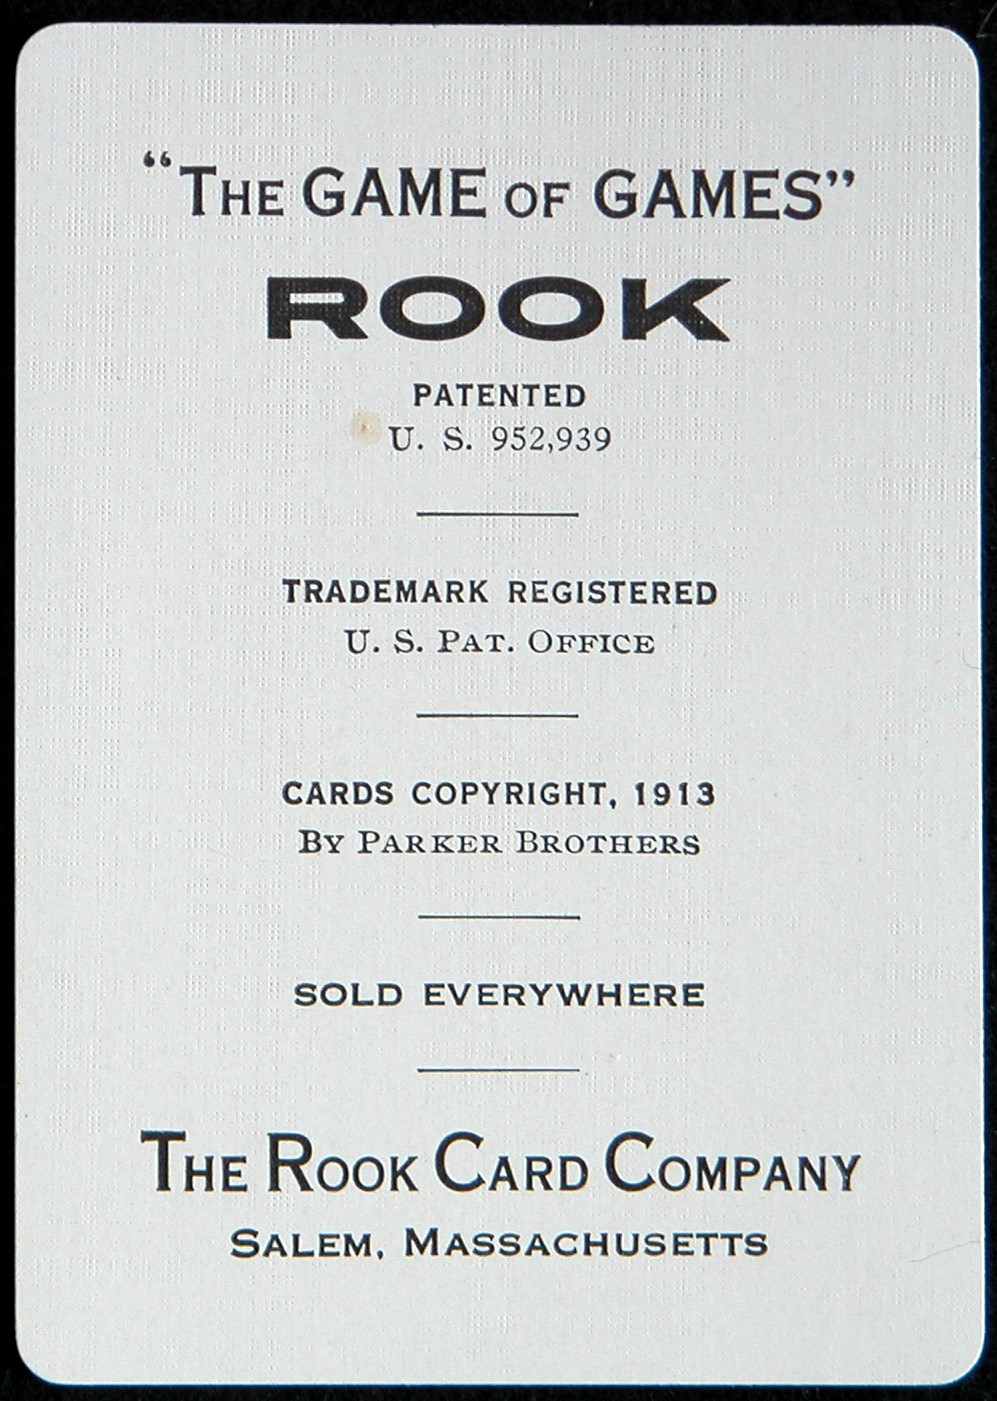 “The GAME OF GAMES”
ROOK
PATENTED
U. S. 952,939
TRADEMARK REGISTERED
U. S. PAT. OFFICE
CARDS COPYRIGHT, 1913
BY PARKER BROTHERS
SOLD EVERYWHERE
THE ROOK CARD COMPANY
SALEM, MASSACHUSETTS